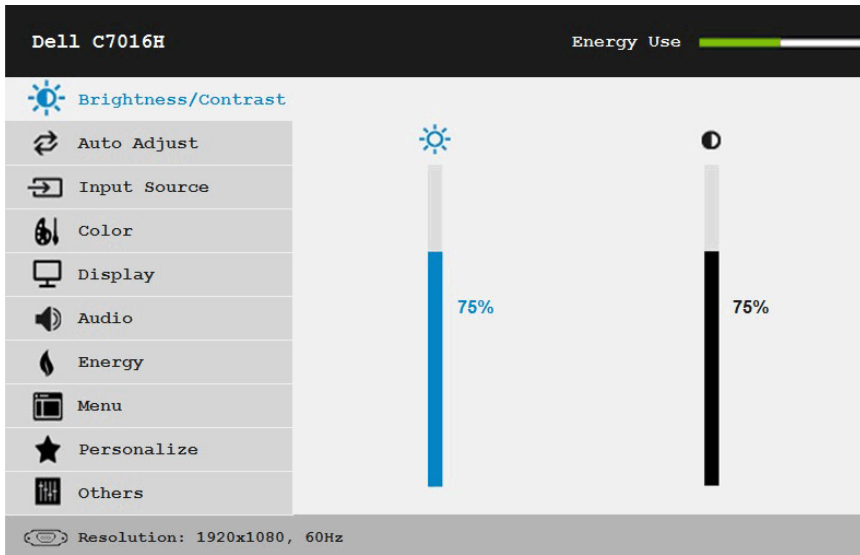 Dell C7016H
Energy Use
Brightness/Contrast
Auto Adjust
Input Source
Color
Display
Audio
Energy
Menu
Personalize
Others
75%
75%
Resolution: 1920x1080, 60Hz